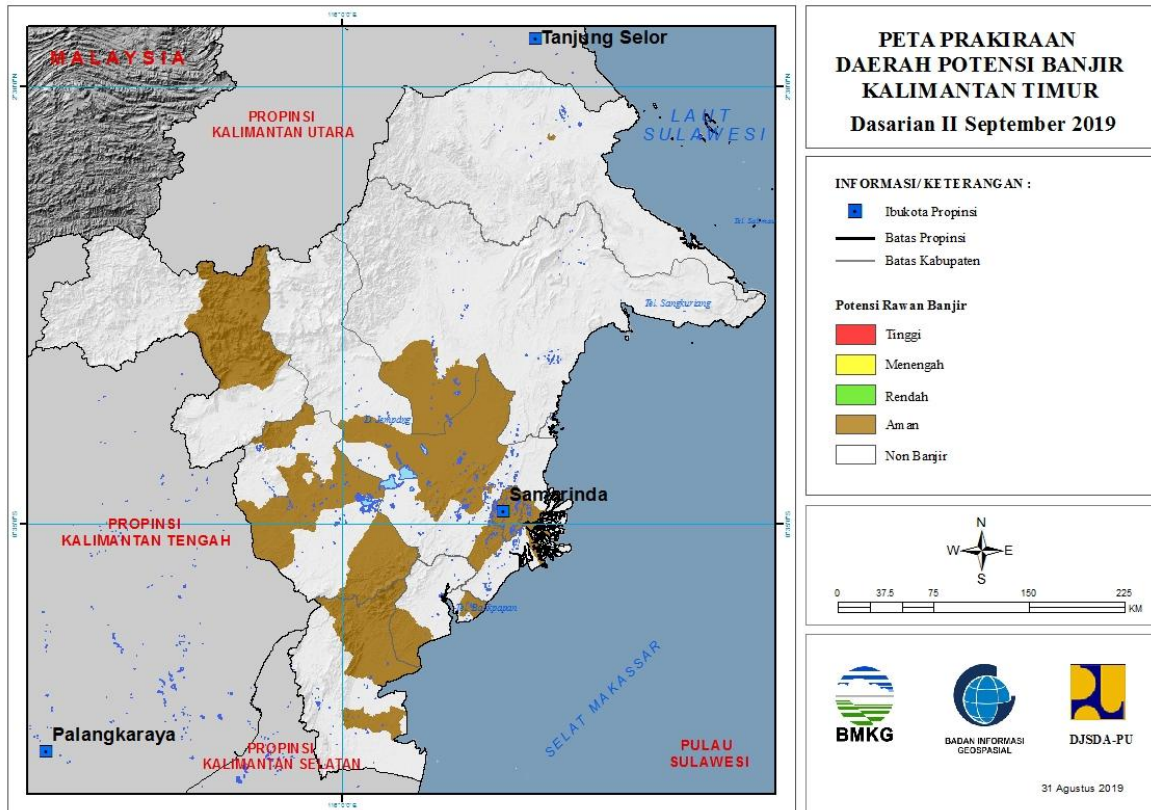 PETA PRAKIRAAN
DAERAH POTENSI BANJIR
KALIMANTAN TIMUR
Dasarian II September 2019
INFORMASI/ KETERANGAN :
Ibukota Propinsi
Batas Propinsi
Batas Kabupaten
Potensi Rawan Banjir
Tinggi
Menengah
Rendah
Aman
Non Banjir
N
W E
S
0 37.5 75 150 225
KM
BMKG
BADAN INFORMASI
GEOSPASIAL
DJSDA-PU
31 Agustus 2019
Tanjung Selor
MALAYSIA
PROPINSI
KALIMANTAN UTARA
LAUT
SULAWESI
Tel. Sangkuriang
D. Jempang
Samarinda
PROPINSI
KALIMANTAN TENGAH
SELAT MAKASSAR
Palangkaraya
PROPINSI
KALIMANTAN SELATAN
PULAU
SULAWESI